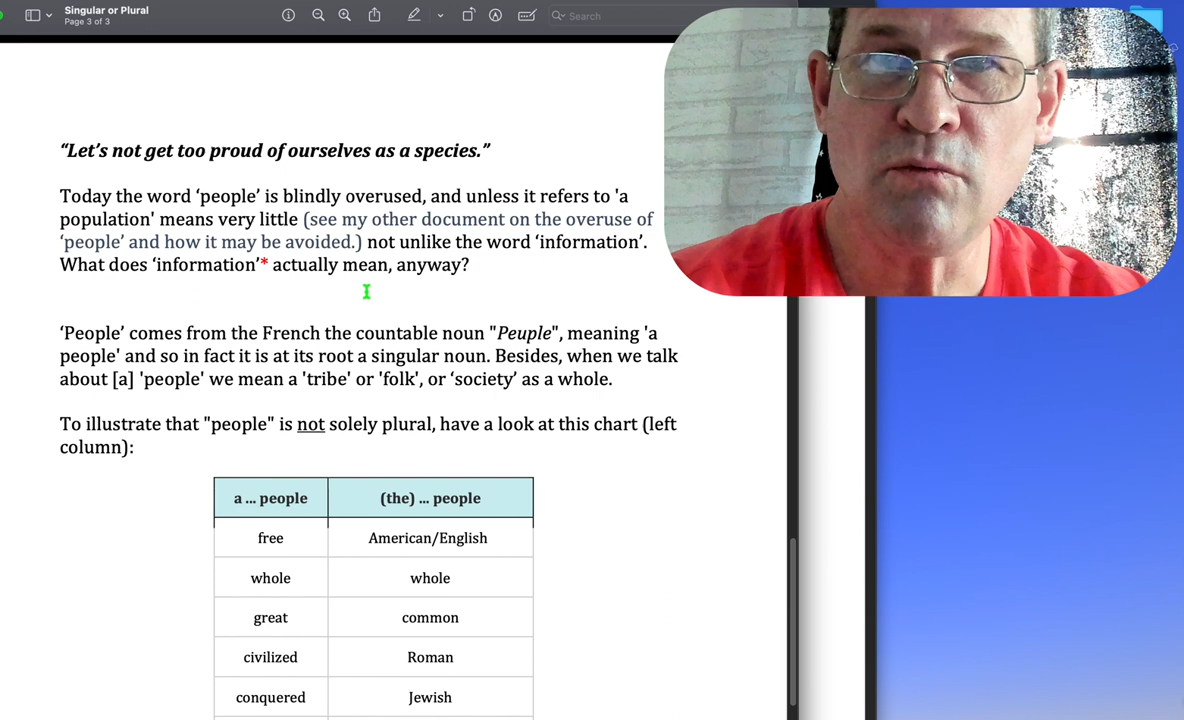 Singular or Plural
Page 3 of 3
Search
“Let’s not get too proud of ourselves as a species.”
Today the word ‘people’ is blindly overused, and unless it refers to 'a
population' means very little (see my other document on the overuse of
‘people’ and how it may be avoided.) not unlike the word ‘information’.
What does ‘information’* actually mean, anyway?
‘People’ comes from the French the countable noun "Peuple", meaning 'a
people' and so in fact it is at its root a singular noun. Besides, when we talk
about [a] 'people' we mean a 'tribe' or 'folk', or ‘society’ as a whole.
To illustrate that "people" is not solely plural, have a look at this chart (left
column):
a ... people (the) ... people
free American/English
whole whole
great common
civilized Roman
conquered Jewish